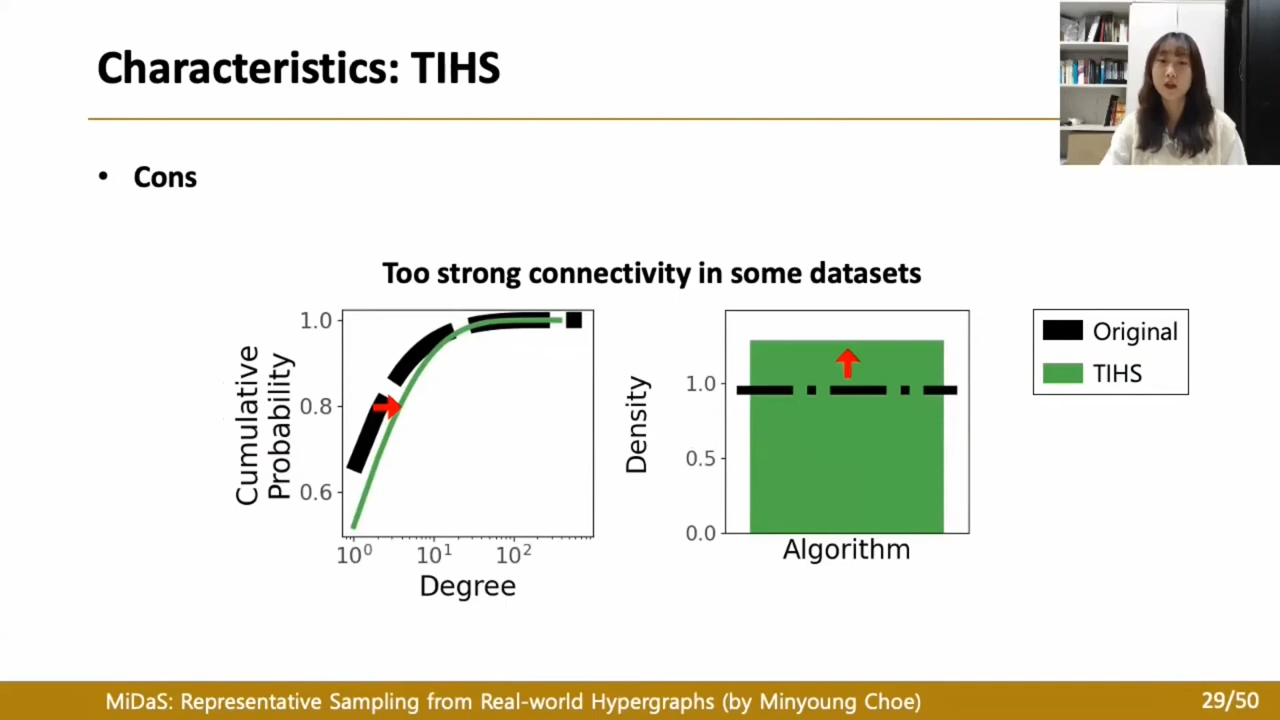 Characteristics: TIHS
• Cons
Too strong connectivity in some datasets
Cumulative
Probability
1.0
0.8
0.6
10⁰ 10¹ 10²
Degree
Density
1.0
0.5
0.0
Algorithm
Original
TIHS
MiDaS: Representative Sampling from Real-world Hypergraphs (by Minyoung Choe)
29/50